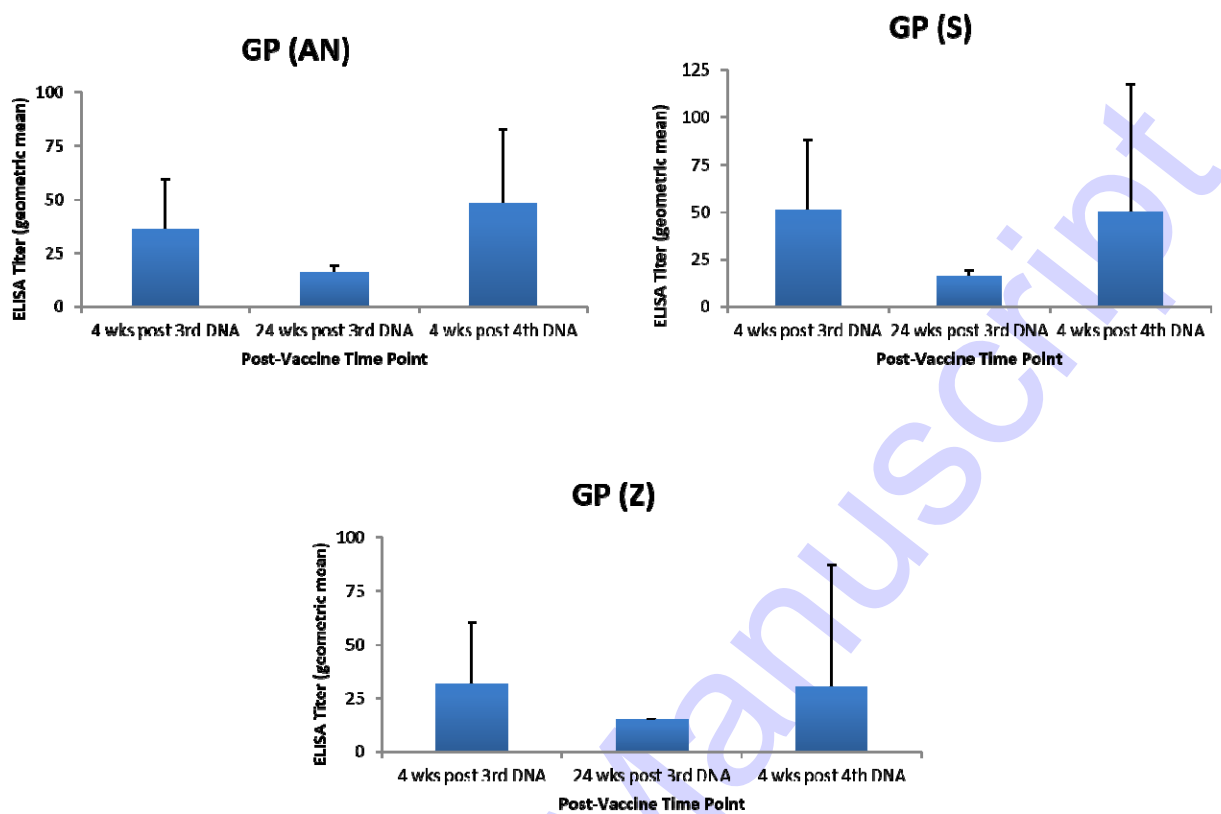 GP (AN)
ELISA Titer (geometric mean)
100
75
50
25
0
4 wks post 3rd DNA
24 wks post 3rd DNA
4 wks post 4th DNA
Post-Vaccine Time Point
GP (S)
ELISA Titer (geometric mean)
125
100
75
50
25
0
4 wks post 3rd DNA
24 wks post 3rd DNA
4 wks post 4th DNA
Post-Vaccine Time Point
GP (Z)
ELISA Titer (geometric mean)
100
75
50
25
0
4 wks post 3rd DNA
24 wks post 3rd DNA
4 wks post 4th DNA
Post-Vaccine Time Point
Manuscript